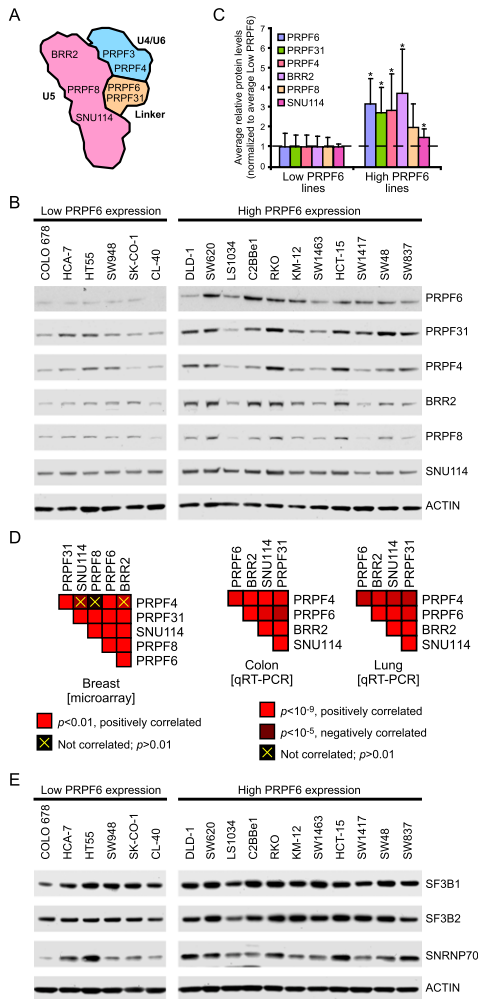 A
U4/U6
BRR2
PRPF3
PRPF4
PRPF8
PRPF6
PRPF31
U5
SNU114
Linker
C
Average relative protein levels
(normalized to average Low PRPF6)
7
6
5
4
3
2
1
0
PRPF6
PRPF31
PRPF4
BRR2
PRPF8
SNU114
* * * * *
Low PRPF6
lines
High PRPF6
lines
B
Low PRPF6 expression
High PRPF6 expression
COLO 678
HCA-7
HT55
SW948
SK-CO-1
CL-40
DLD-1
SW620
LS1034
C2BBe1
RKO
KM-12
SW1463
HCT-15
SW1417
SW48
SW837
PRPF6
PRPF31
PRPF4
BRR2
PRPF8
SNU114
ACTIN
D
PRPF31
SNU114
PRPF8
PRPF6
BRR2
PRPF4
PRPF31
SNU114
PRPF8
PRPF6
Breast
[microarray]
PRPF6
BRR2
SNU114
PRPF31
PRPF4
PRPF6
BRR2
SNU114
Colon
[qRT-PCR]
PRPF6
BRR2
SNU114
PRPF31
PRPF4
PRPF6
BRR2
SNU114
Lung
[qRT-PCR]
p<0.01, positively correlated
Not correlated; p>0.01
p<10-9, positively correlated
p<10-5, negatively correlated
Not correlated; p>0.01
E
Low PRPF6 expression
High PRPF6 expression
COLO 678
HCA-7
HT55
SW948
SK-CO-1
CL-40
DLD-1
SW620
LS1034
C2BBe1
RKO
KM-12
SW1463
HCT-15
SW1417
SW48
SW837
SF3B1
SF3B2
SNRNP70
ACTIN